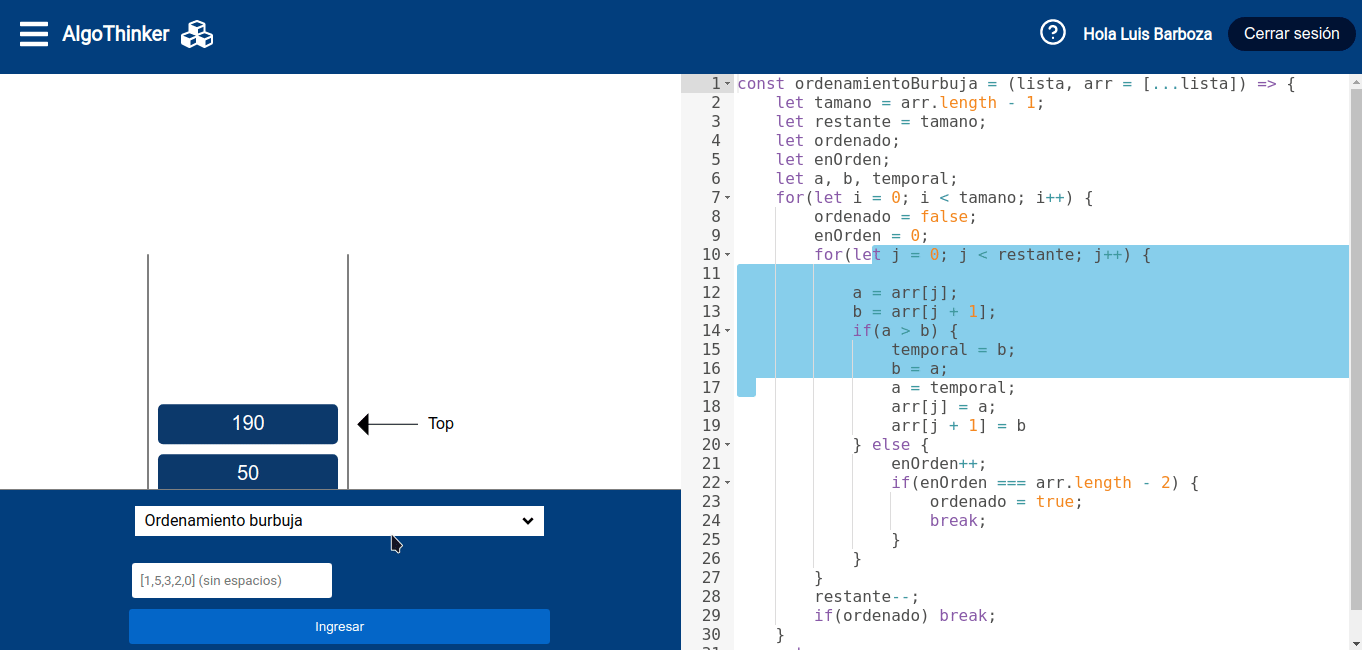 AlgoThinker
Hola Luis Barboza
Cerrar sesión
190
Top
50
Ordenamiento burbuja
[1,5,3,2,0] (sin espacios)
Ingresar
1 const ordenamientoBurbuja = (lista, arr = [...lista]) => {
2     let tamano = arr.length - 1;
3     let restante = tamano;
4     let ordenado;
5     let enOrden;
6     let a, b, temporal;
7     for(let i = 0; i < tamano; i++) {
8         ordenado = false;
9         enOrden = 0;
10         for(let j = 0; j < restante; j++) {
11
12             a = arr[j];
13             b = arr[j + 1];
14             if(a > b) {
15                 temporal = b;
16                 b = a;
17                 a = temporal;
18                 arr[j] = a;
19                 arr[j + 1] = b
20             } else {
21                 enOrden++;
22                 if(enOrden === arr.length - 2) {
23                     ordenado = true;
24                     break;
25                 }
26             }
27         }
28         restante--;
29         if(ordenado) break;
30     }